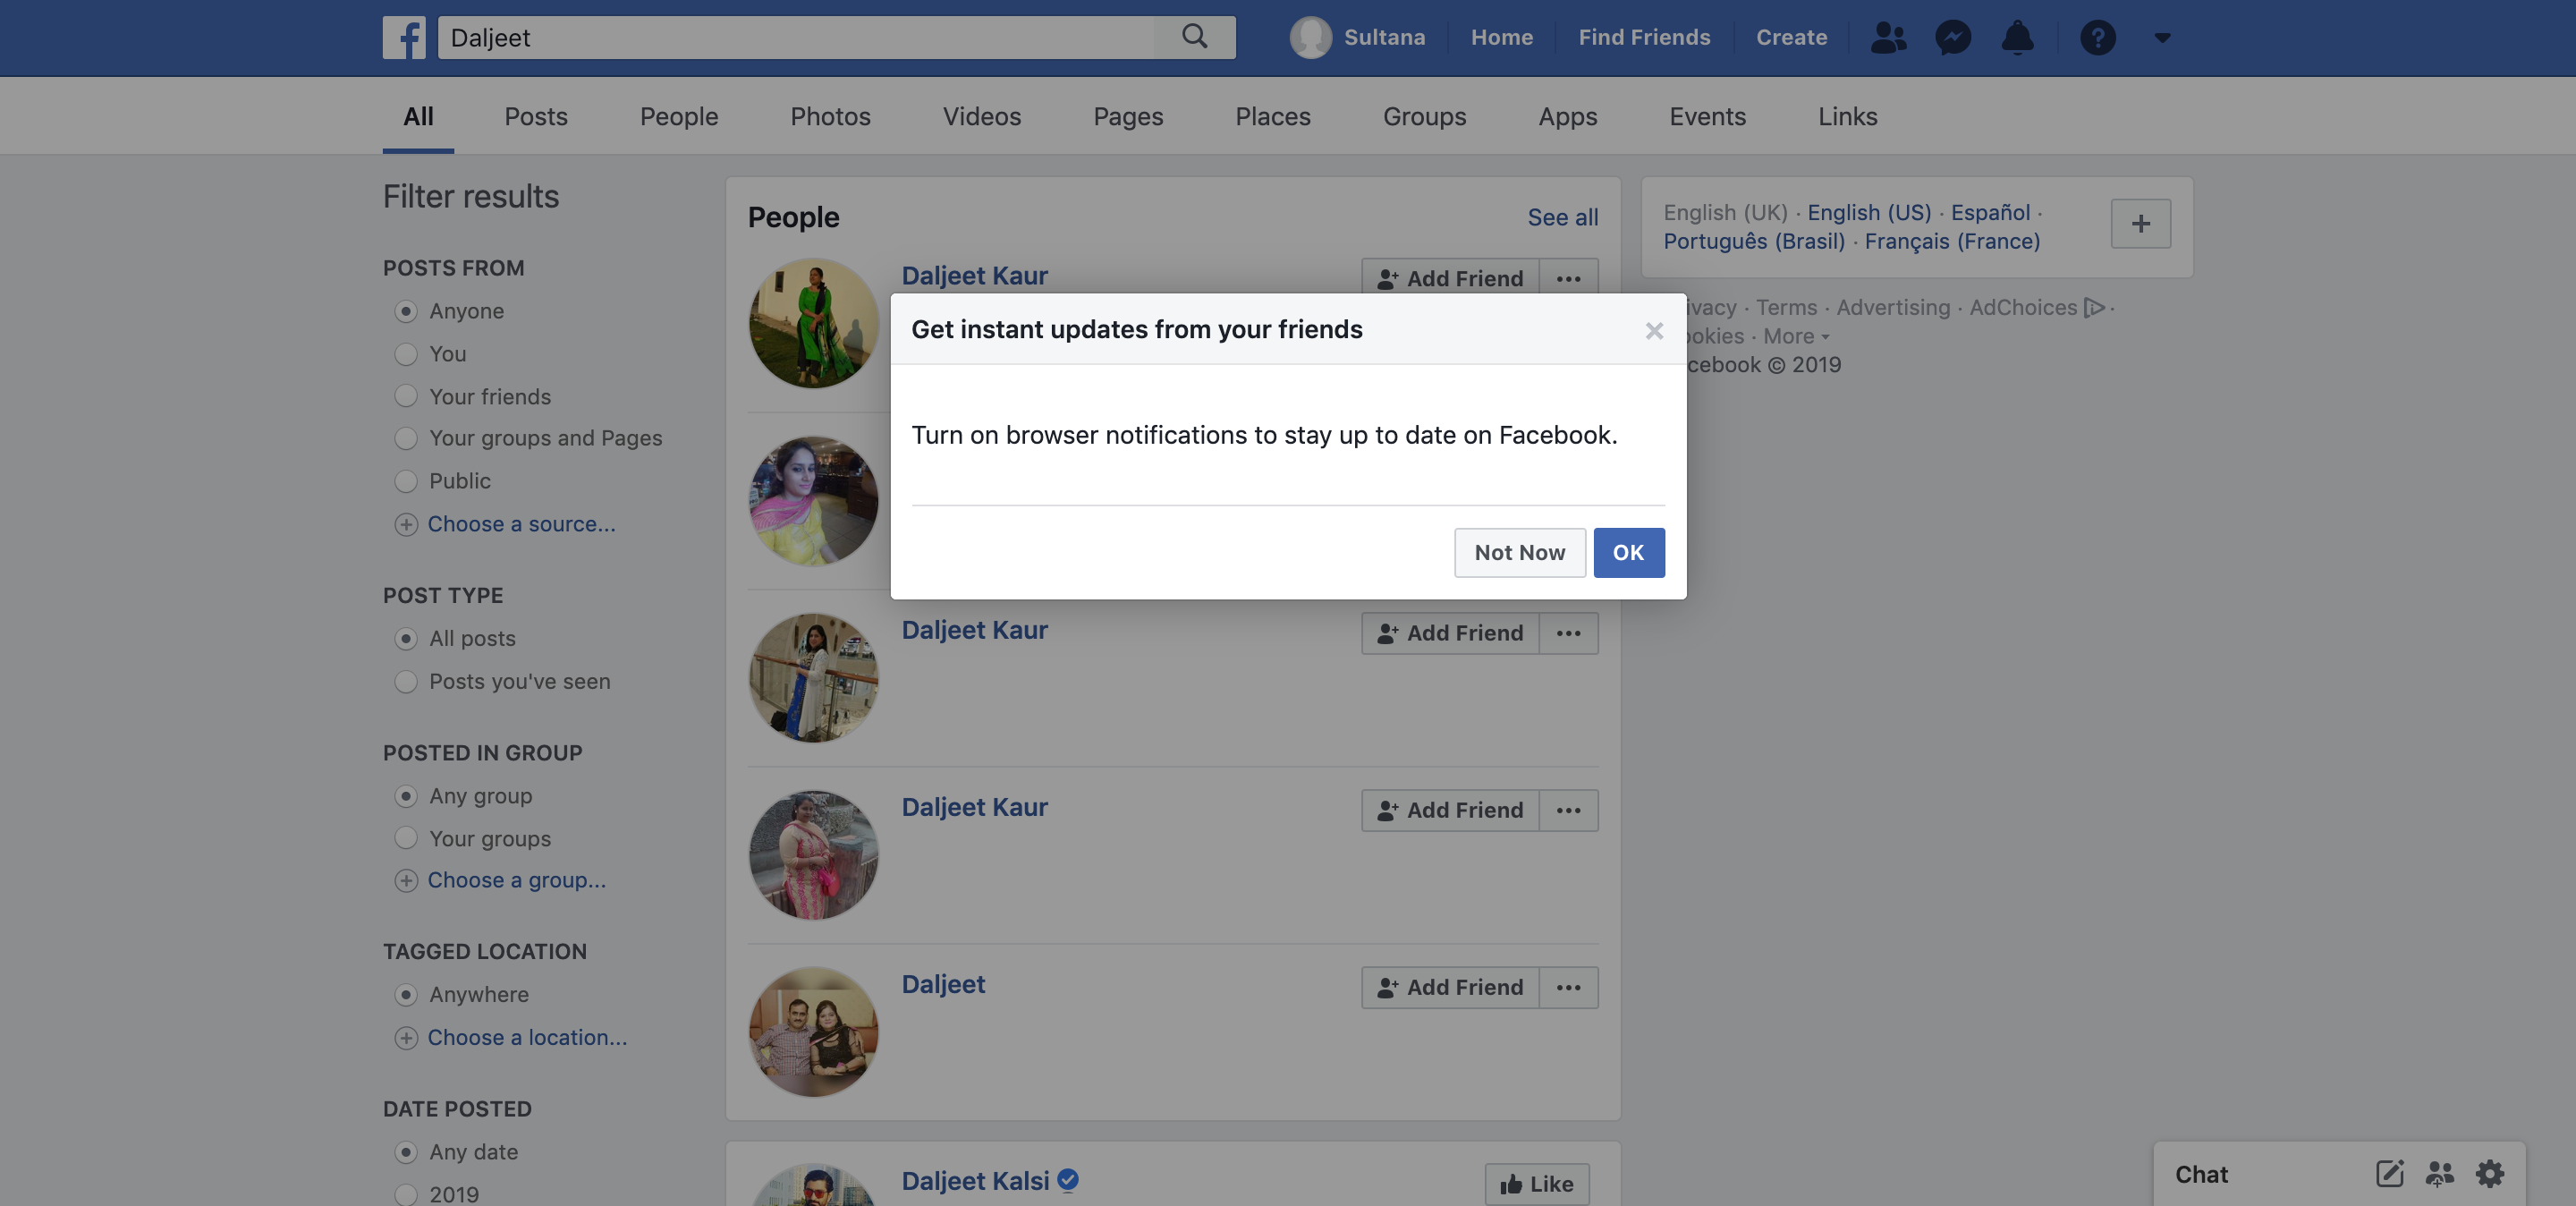 Daljeet
Sultana
Home
Find Friends
Create
All
Posts
People
Photos
Videos
Pages
Places
Groups
Apps
Events
Links
Filter results
POSTS FROM
Anyone
You
Your friends
Your groups and Pages
Public
Choose a source...
POST TYPE
All posts
Posts you've seen
POSTED IN GROUP
Any group
Your groups
Choose a group...
TAGGED LOCATION
Anywhere
Choose a location...
DATE POSTED
Any date
2019
People
See all
Daljeet Kaur
Add Friend
Get instant updates from your friends
Turn on browser notifications to stay up to date on Facebook.
Not Now
OK
Daljeet Kaur
Add Friend
Daljeet Kaur
Add Friend
Daljeet
Add Friend
Daljeet Kalsi
Like
English (UK) · English (US) · Español ·
Português (Brasil) · Français (France)
ivacy · Terms · Advertising · AdChoices ·
okies · More
cebook © 2019
Chat